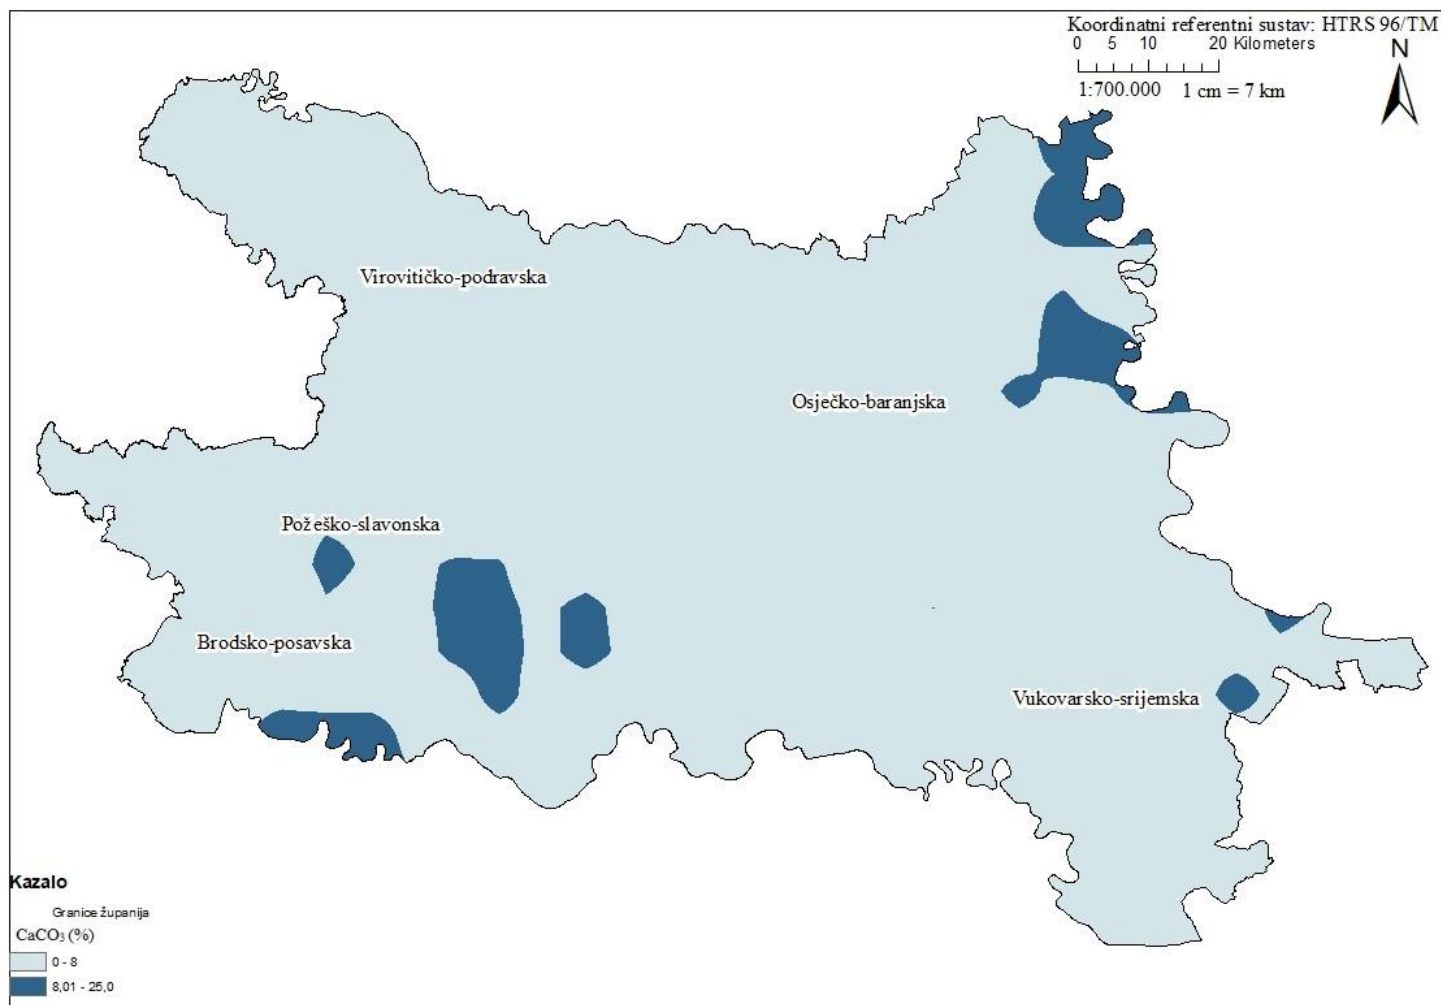 Koordinatni referentni sustav: HTRS 96/TM
0 5 10 20 Kilometers
N
1:700.000 1 cm = 7 km
Virovitičko-podravska
Osječko-baranjska
Požeško-slavonska
Brodsko-posavska
Vukovarsko-srijemska
Kazalo
Granice županija
CaCO₃ (%)
0 - 8
8,01 - 25,0